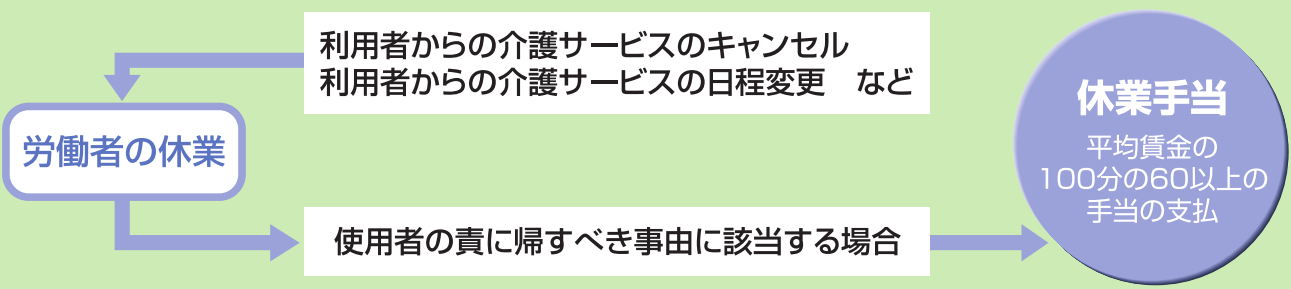 利用者からの介護サービスのキャンセル
利用者からの介護サービスの日程変更　など
労働者の休業
使用者の責に帰すべき事由に該当する場合
休業手当
平均賃金の
100分の60以上の
手当の支払